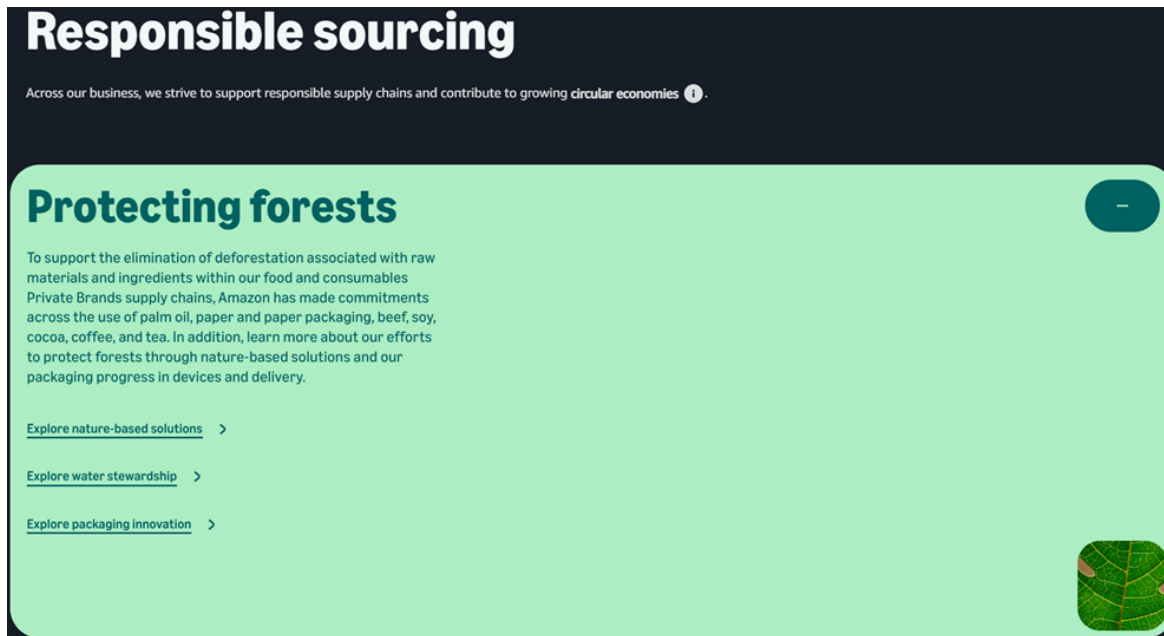 Responsible sourcing
Across our business, we strive to support responsible supply chains and contribute to growing circular economies i.
Protecting forests
To support the elimination of deforestation associated with raw
materials and ingredients within our food and consumables
Private Brands supply chains, Amazon has made commitments
across the use of palm oil, paper and paper packaging, beef, soy,
cocoa, coffee, and tea. In addition, learn more about our efforts
to protect forests through nature-based solutions and our
packaging progress in devices and delivery.
Explore nature-based solutions
Explore water stewardship
Explore packaging innovation